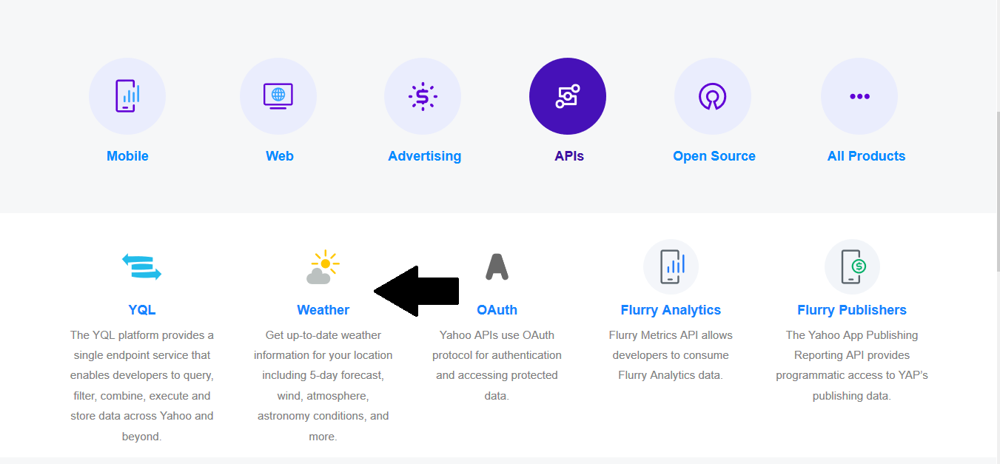 Mobile
Web
Advertising
APIs
Open Source
All Products
YQL
The YQL platform provides a
single endpoint service that
enables developers to query,
filter, combine, execute and
store data across Yahoo and
beyond.
Weather
Get up-to-date weather
information for your location
including 5-day forecast,
wind, atmosphere,
astronomy conditions, and
more.
OAuth
Yahoo APIs use OAuth
protocol for authentication
and accessing protected
data.
Flurry Analytics
Flurry Metrics API allows
developers to consume
Flurry Analytics data.
Flurry Publishers
The Yahoo App Publishing
Reporting API provides
programmatic access to YAP’s
publishing data.